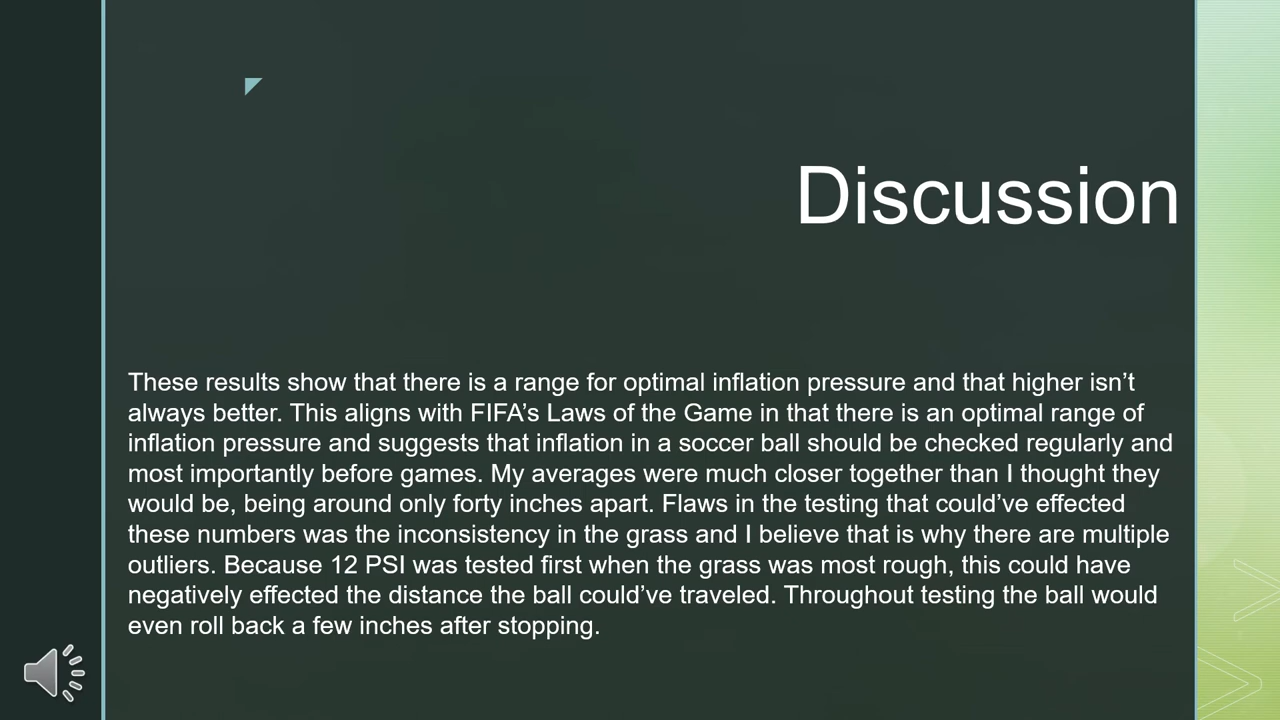 Discussion
These results show that there is a range for optimal inflation pressure and that higher isn’t
always better. This aligns with FIFA’s Laws of the Game in that there is an optimal range of
inflation pressure and suggests that inflation in a soccer ball should be checked regularly and
most importantly before games. My averages were much closer together than I thought they
would be, being around only forty inches apart. Flaws in the testing that could’ve effected
these numbers was the inconsistency in the grass and I believe that is why there are multiple
outliers. Because 12 PSI was tested first when the grass was most rough, this could have
negatively effected the distance the ball could’ve traveled. Throughout testing the ball would
even roll back a few inches after stopping.